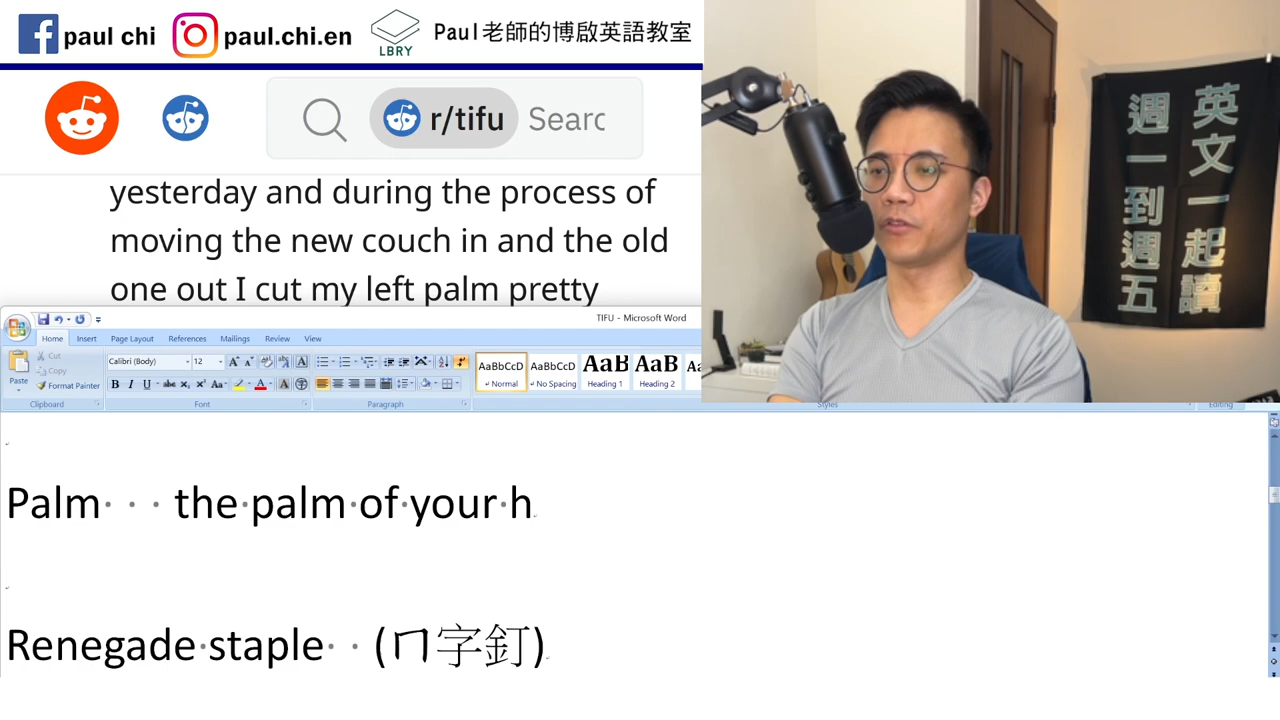 paul chi
paul.chi.en
LBRY
Paul老師的博啟英語教室
r/tifu
Searc
yesterday and during the process of
moving the new couch in and the old
one out I cut my left palm pretty
英文一起讀
週一到週五
TIFU - Microsoft Word
Home Insert Page Layout References Mailings Review View
Paste
Cut
Copy
Format Painter
Calibri (Body) 12
AaBbCcD AaBbCcD AaBb AaBB
Normal No Spacing Heading 1 Heading 2
Clipboard Font Paragraph Styles Editing
Palm the palm of your h
Renegade staple (ㄇ字釘)